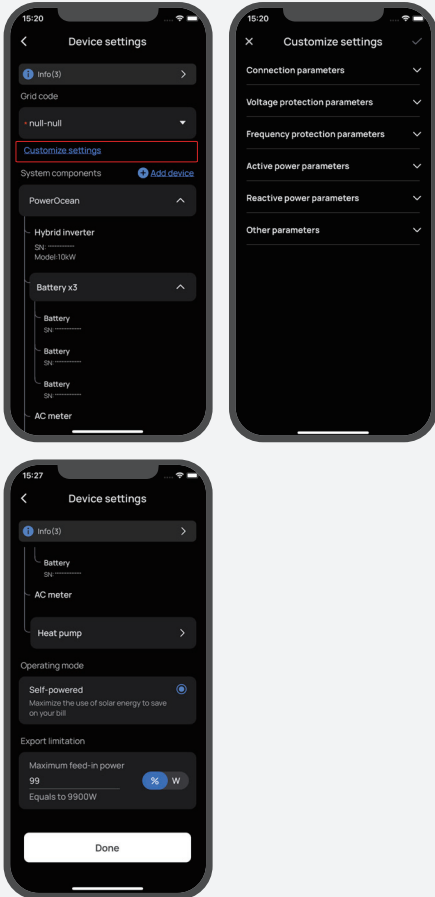 15:20
Device settings
Info(3)
Grid code
* null-null
Customize settings
System components
Add device
PowerOcean
Hybrid inverter
SN: **************
Model:10kW
Battery x3
Battery
SN: **************
Battery
SN: **************
Battery
SN: **************
AC meter
15:20
Customize settings
Connection parameters
Voltage protection parameters
Frequency protection parameters
Active power parameters
Reactive power parameters
Other parameters
15:27
Device settings
Info(3)
Battery
SN: **************
AC meter
Heat pump
Operating mode
Self-powered
Maximize the use of solar energy to save
on your bill
Export limitation
Maximum feed-in power
99
% W
Equals to 9900W
Done